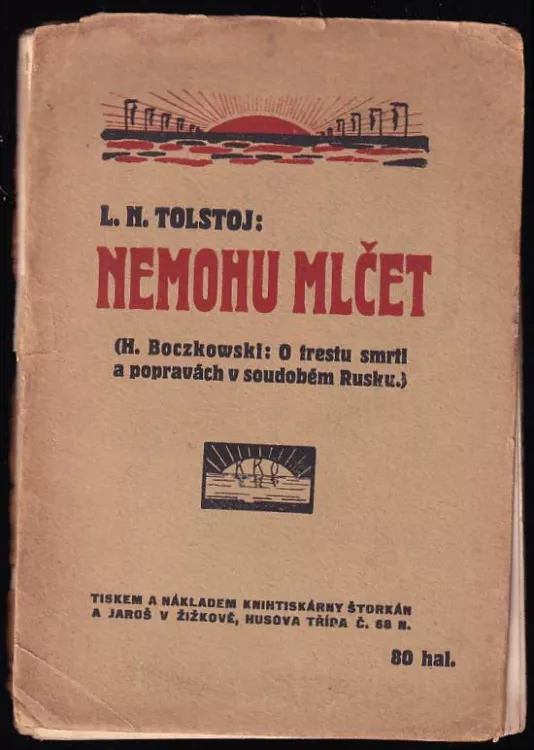 L. N. TOLSTOJ:
NEMOHU MLČET
(H. Boczkowski: O trestu smrti
a popravách v soudobém Rusku.)
TISKEM A NÁKLADEM KNIHTISKÁRNY ŠTORKÁN
A JAROŠ V ŽIŽKOVĚ, HUSOVA TŘÍDA Č. 68 N.
80 hal.